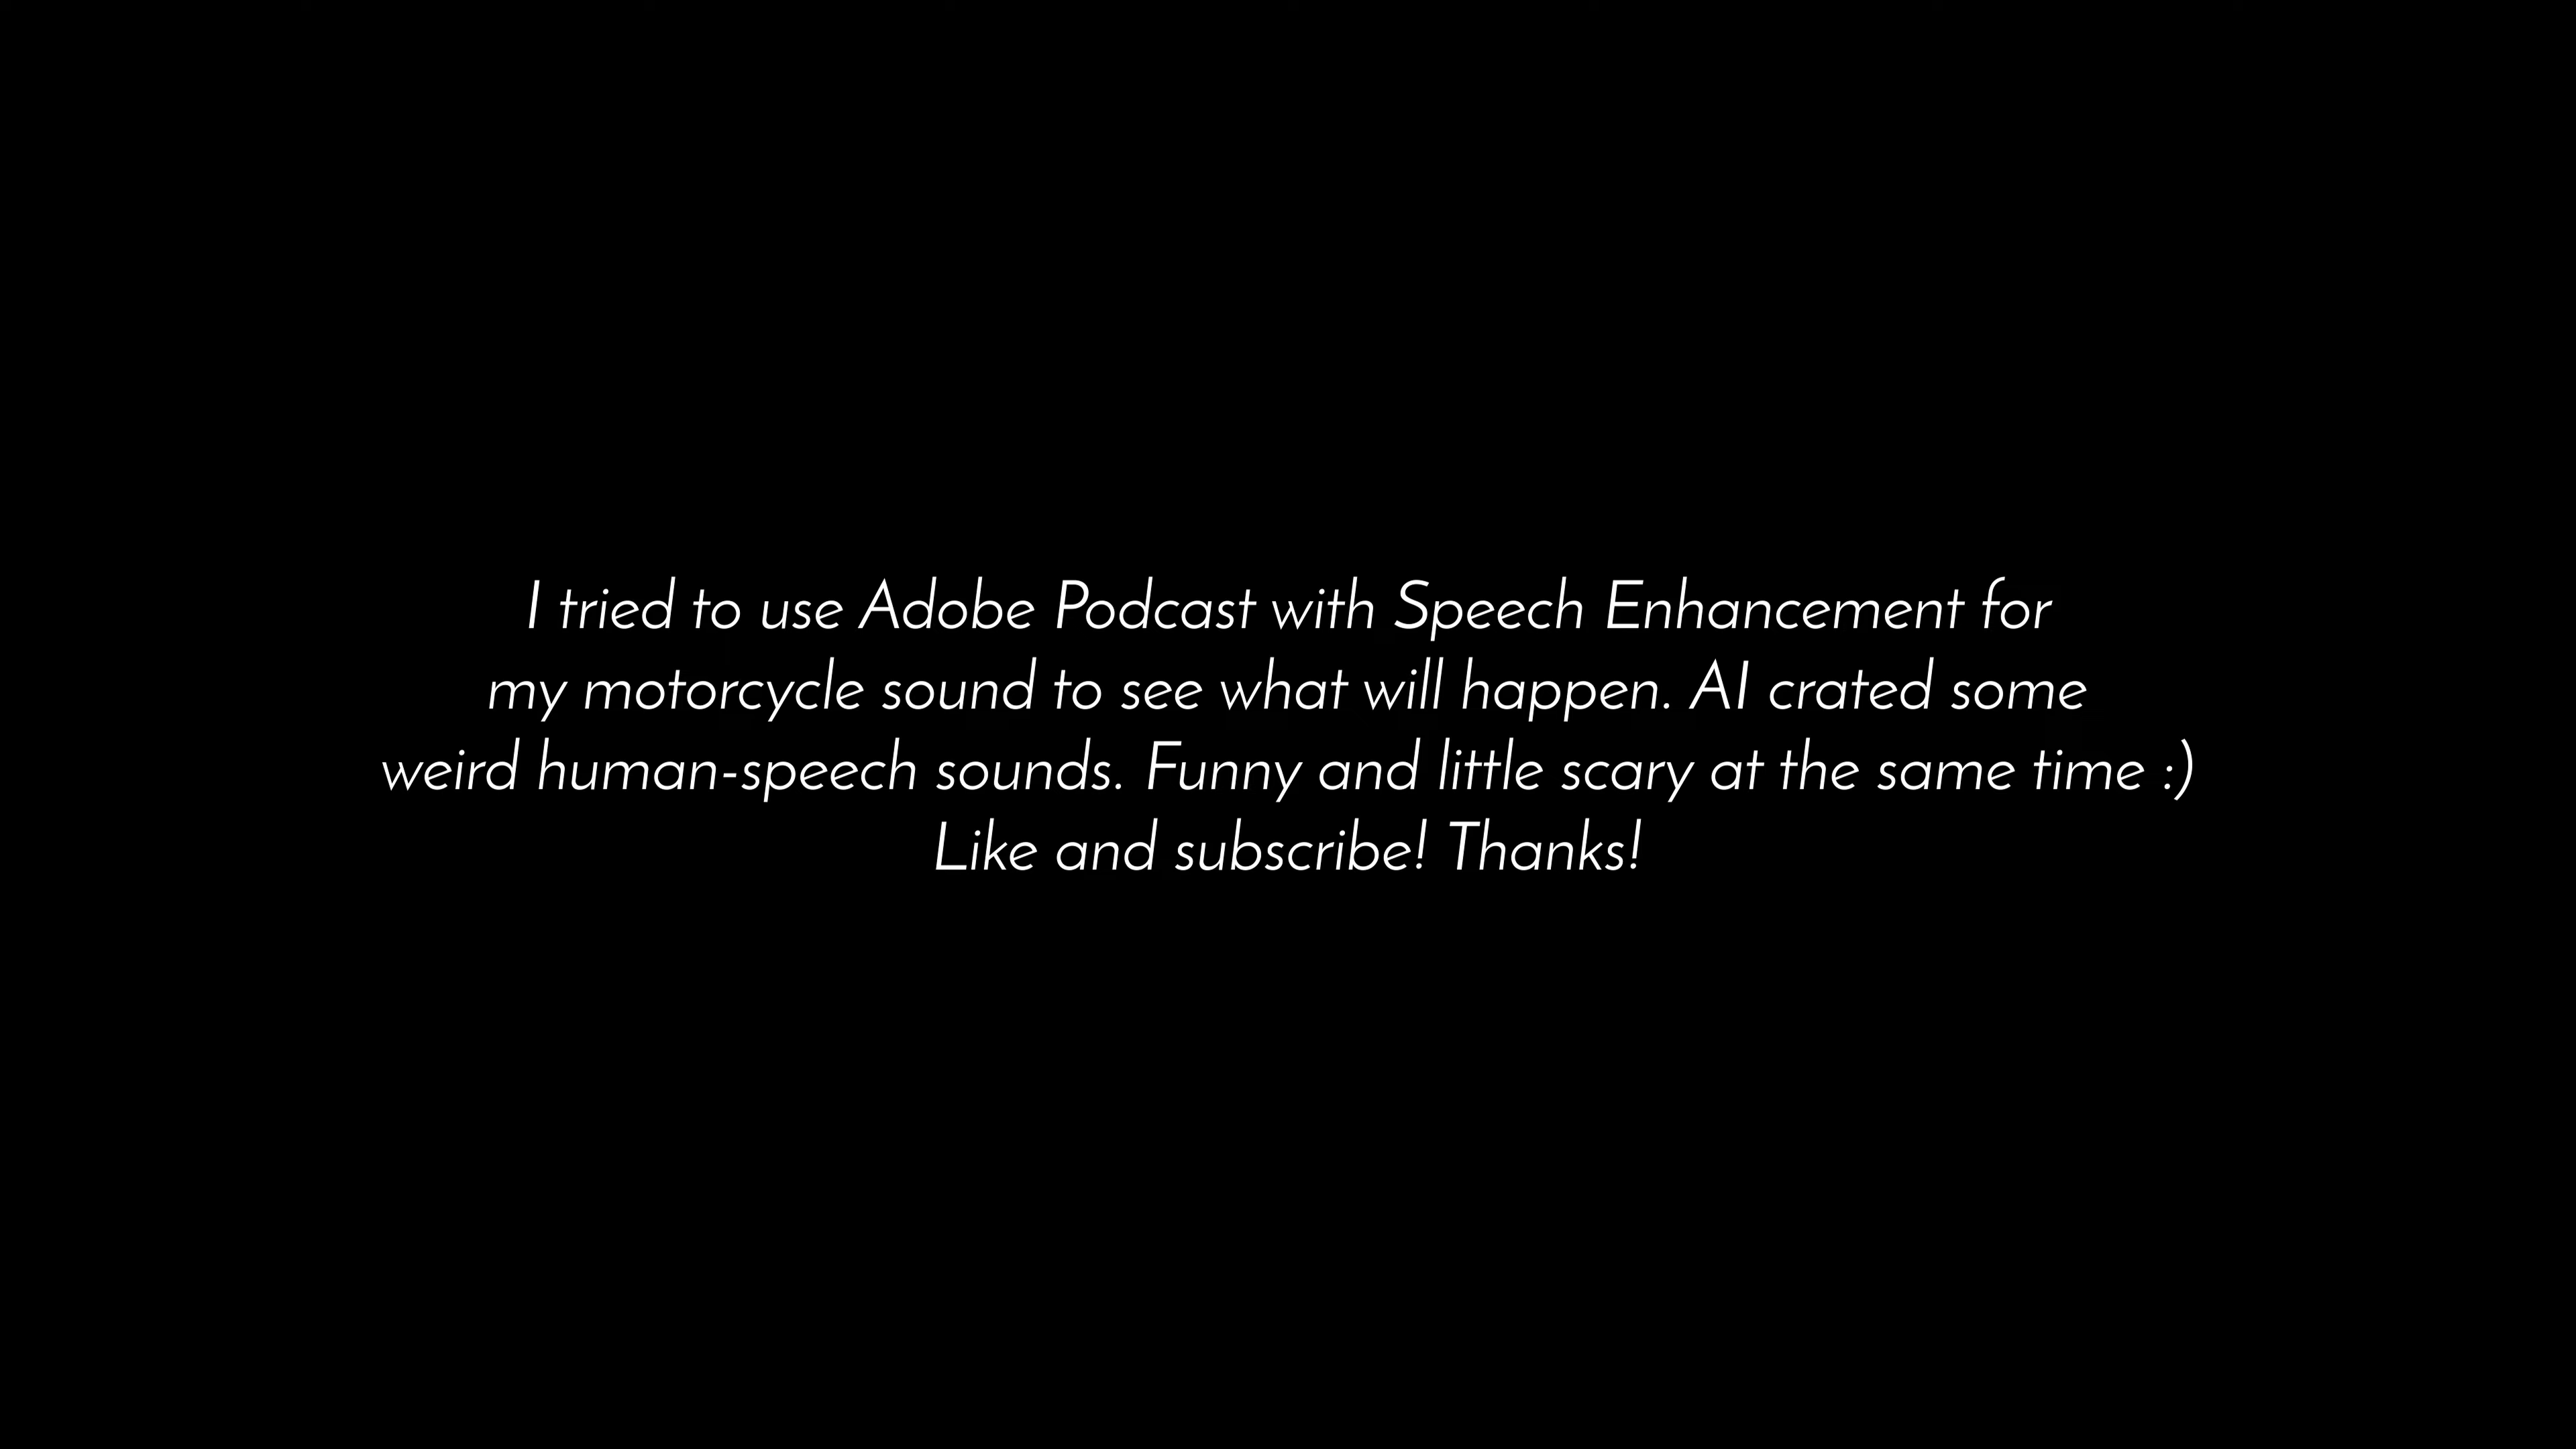 I tried to use Adobe Podcast with Speech Enhancement for
my motorcycle sound to see what will happen. AI crated some
weird human-speech sounds. Funny and little scary at the same time :)
Like and subscribe! Thanks!